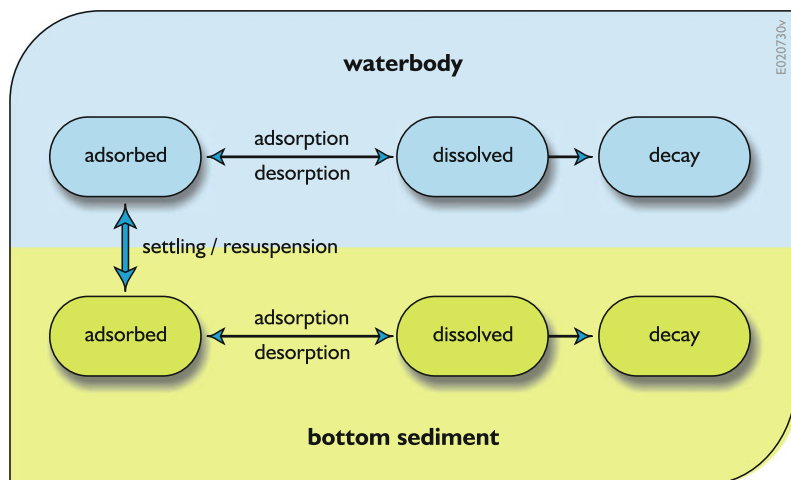 waterbody
E020730v
adsorbed
adsorption
desorption
dissolved
decay
settling / resuspension
adsorbed
adsorption
desorption
dissolved
decay
bottom sediment